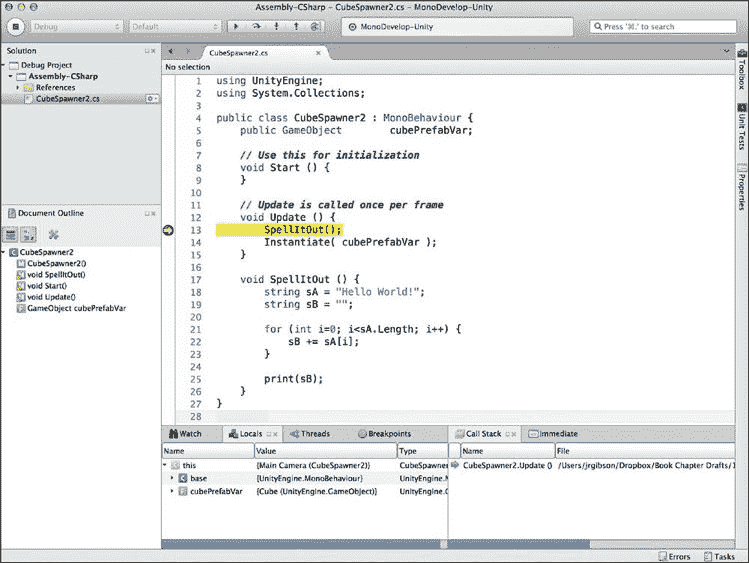 Assembly-CSharp – CubeSpawner2.cs – MonoDevelop-Unity
Debug
Default
MonoDevelop-Unity
Press '⌘.' to search
Solution
Debug Project
Assembly-CSharp
References
CubeSpawner2.cs
Document Outline
CubeSpawner2
CubeSpawner2()
void SpellItOut()
void Start()
void Update()
GameObject cubePrefabVar
CubeSpawner2.cs
No selection
1 using UnityEngine;
2 using System.Collections;
3
4 public class CubeSpawner2 : MonoBehaviour {
5     public GameObject       cubePrefabVar;
6
7     // Use this for initialization
8     void Start () {
9     }
10
11     // Update is called once per frame
12     void Update () {
13         SpellItOut();
14         Instantiate( cubePrefabVar );
15     }
16
17     void SpellItOut () {
18         string sA = "Hello World!";
19         string sB = "";
20
21         for (int i=0; i<sA.Length; i++) {
22             sB += sA[i];
23         }
24
25         print(sB);
26     }
27 }
28
Toolbox
Unit Tests
Properties
Watch Locals Threads Breakpoints
Name Value Type
this {Main Camera (CubeSpawner2)} CubeSpawner
base {UnityEngine.MonoBehaviour} UnityEngine.M
cubePrefabVar {Cube (UnityEngine.GameObject)} UnityEngine.G
Call Stack Immediate
Name File
CubeSpawner2.Update () /Users/jrgibson/Dropbox/Book Chapter Drafts/1
Errors Tasks